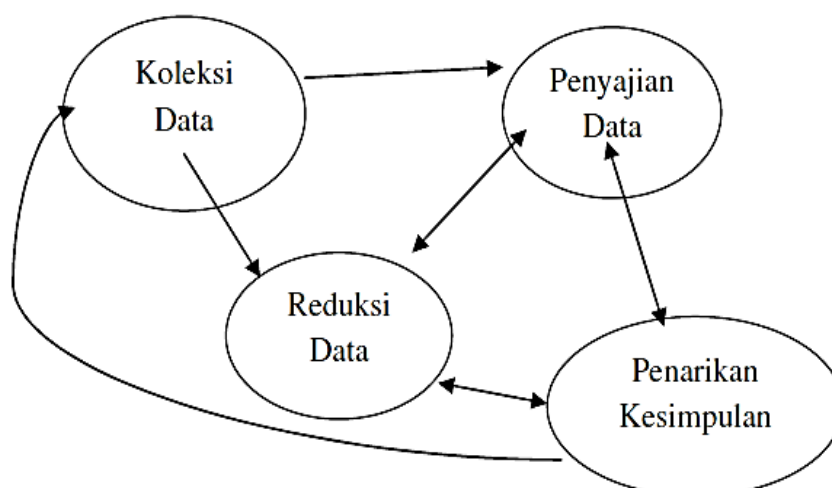 Koleksi
Data
Penyajian
Data
Reduksi
Data
Penarikan
Kesimpulan